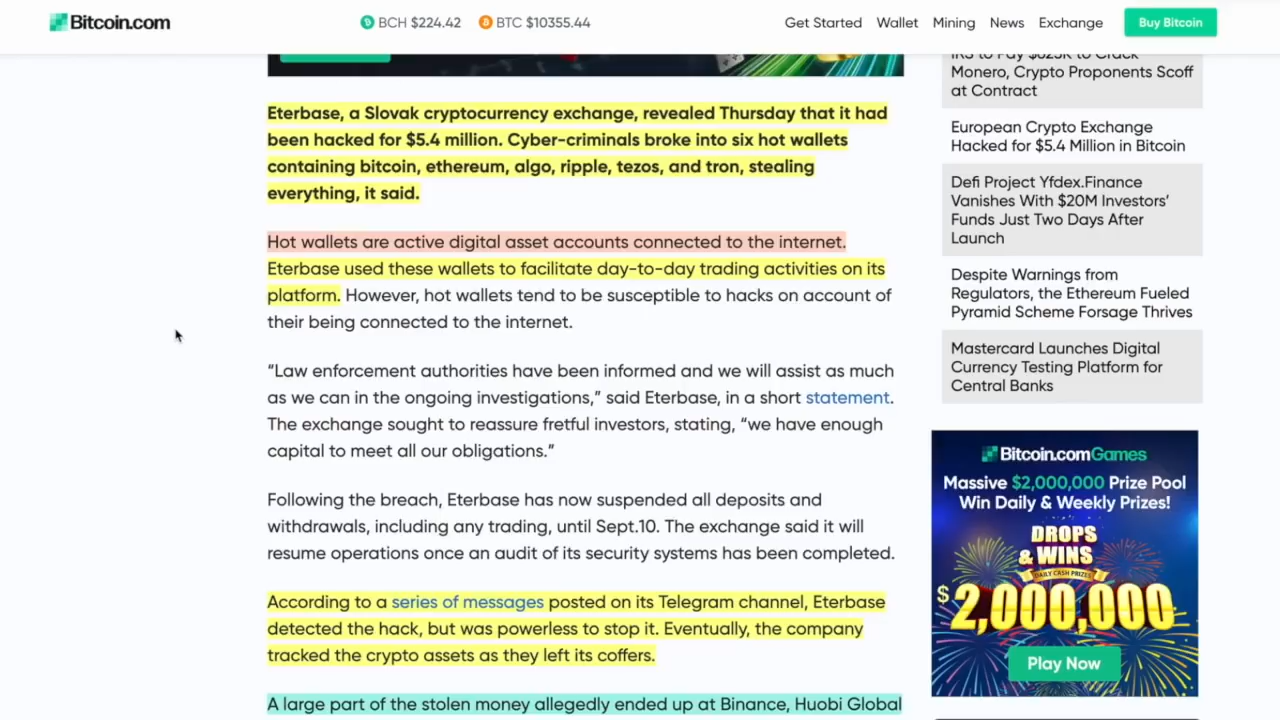 Bitcoin.com
BCH $224.42
BTC $10355.44
Get Started
Wallet
Mining
News
Exchange
Buy Bitcoin
Eterbase, a Slovak cryptocurrency exchange, revealed Thursday that it had
been hacked for $5.4 million. Cyber-criminals broke into six hot wallets
containing bitcoin, ethereum, algo, ripple, tezos, and tron, stealing
everything, it said.
Hot wallets are active digital asset accounts connected to the internet.
Eterbase used these wallets to facilitate day-to-day trading activities on its
platform. However, hot wallets tend to be susceptible to hacks on account of
their being connected to the internet.
“Law enforcement authorities have been informed and we will assist as much
as we can in the ongoing investigations,” said Eterbase, in a short statement.
The exchange sought to reassure fretful investors, stating, “we have enough
capital to meet all our obligations.”
Following the breach, Eterbase has now suspended all deposits and
withdrawals, including any trading, until Sept.10. The exchange said it will
resume operations once an audit of its security systems has been completed.
According to a series of messages posted on its Telegram channel, Eterbase
detected the hack, but was powerless to stop it. Eventually, the company
tracked the crypto assets as they left its coffers.
A large part of the stolen money allegedly ended up at Binance, Huobi Global
IRS to Pay $625K to Crack
Monero, Crypto Proponents Scoff
at Contract
European Crypto Exchange
Hacked for $5.4 Million in Bitcoin
Defi Project Yfdex.Finance
Vanishes With $20M Investors’
Funds Just Two Days After
Launch
Despite Warnings from
Regulators, the Ethereum Fueled
Pyramid Scheme Forsage Thrives
Mastercard Launches Digital
Currency Testing Platform for
Central Banks
Bitcoin.comGames
Massive $2,000,000 Prize Pool
Win Daily & Weekly Prizes!
DROPS
& WINS
DAILY CASH PRIZES
$2,000,000
Play Now